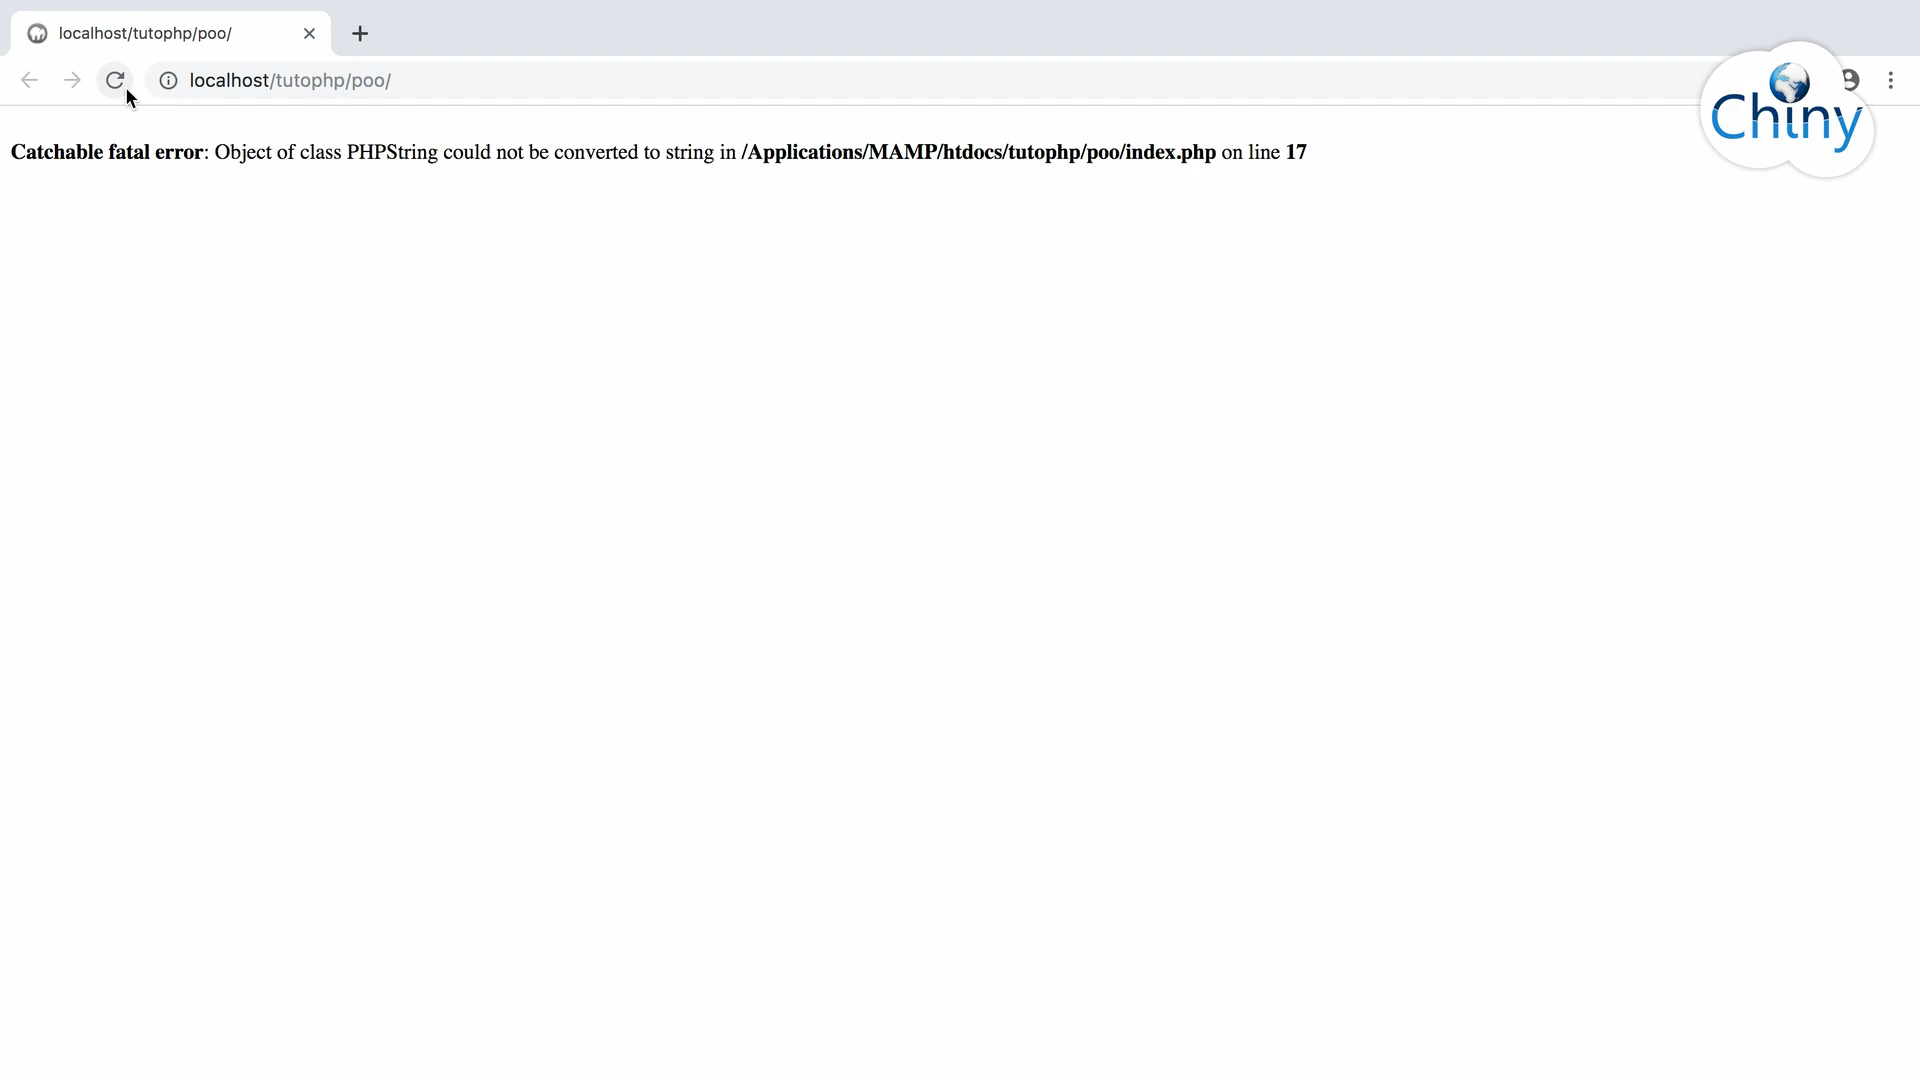 localhost/tutophp/poo/
localhost/tutophp/poo/
Chiny
Catchable fatal error: Object of class PHPString could not be converted to string in /Applications/MAMP/htdocs/tutophp/poo/index.php on line 17